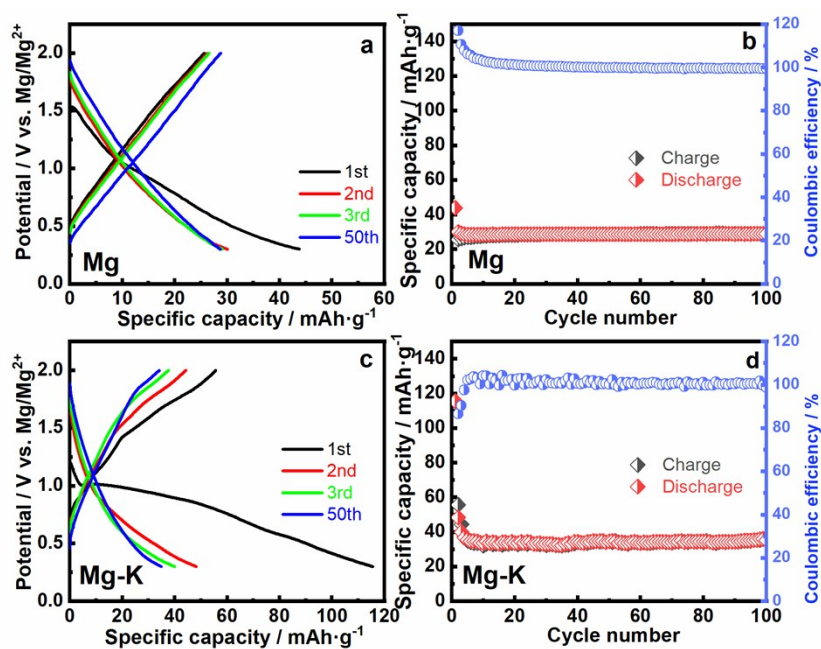 a
2.0
1.5
1.0
0.5
0.0
Potential / V vs. Mg/Mg²⁺
1st
2nd
3rd
50th
Mg
0 10 20 30 40 50 60
Specific capacity / mAh·g⁻¹
b
140
120
100
80
60
40
20
0
Specific capacity / mAh·g⁻¹
Charge
Discharge
Mg
120
100
80
60
40
20
0
Coulombic efficiency / %
0 20 40 60 80 100
Cycle number
c
2.0
1.5
1.0
0.5
0.0
Potential / V vs. Mg/Mg²⁺
1st
2nd
3rd
50th
Mg-K
0 20 40 60 80 100 120
Specific capacity / mAh·g⁻¹
d
140
120
100
80
60
40
20
0
Specific capacity / mAh·g⁻¹
Charge
Discharge
Mg-K
120
100
80
60
40
20
0
Coulombic efficiency / %
0 20 40 60 80 100
Cycle number